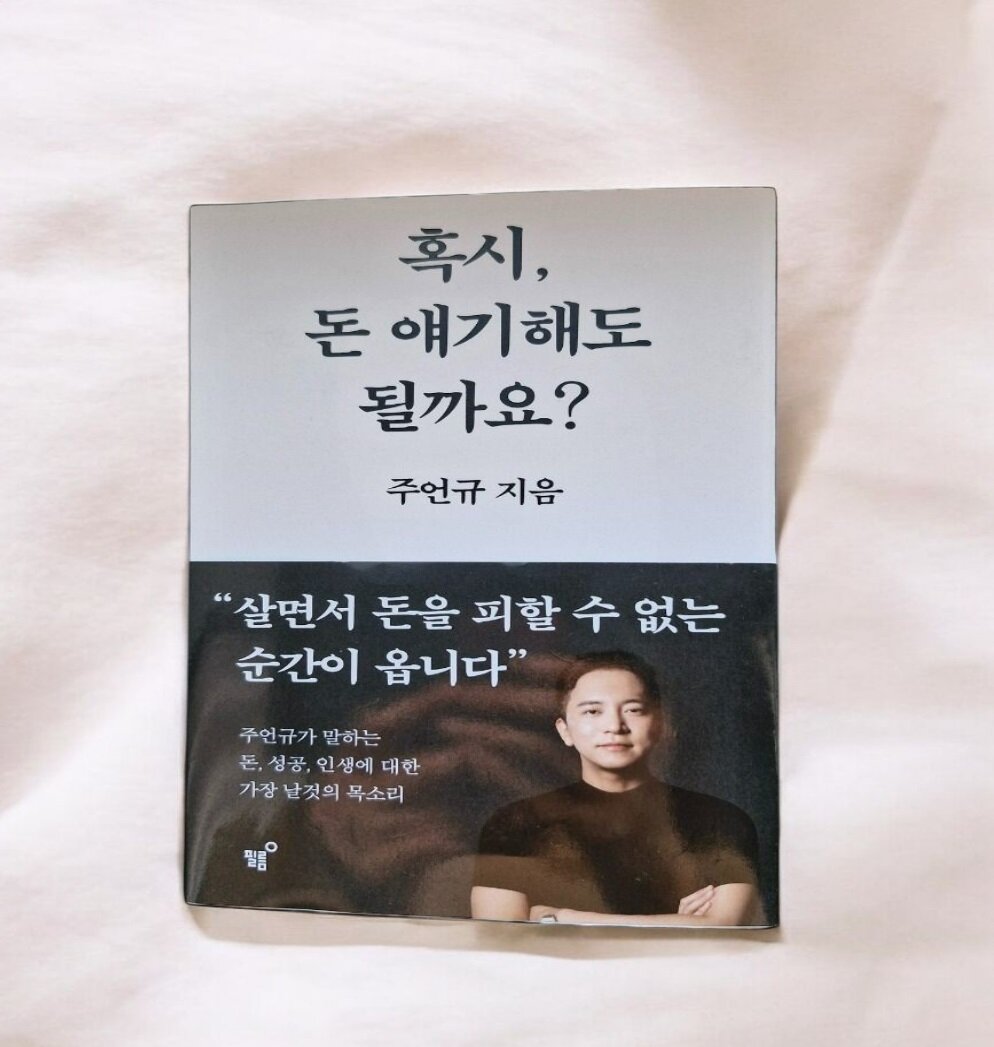 혹시,
돈 얘기해도
될까요?
주언규 지음
“살면서 돈을 피할 수 없는
순간이 옵니다”
주언규가 말하는
돈, 성공, 인생에 대한
가장 날것의 목소리
필름